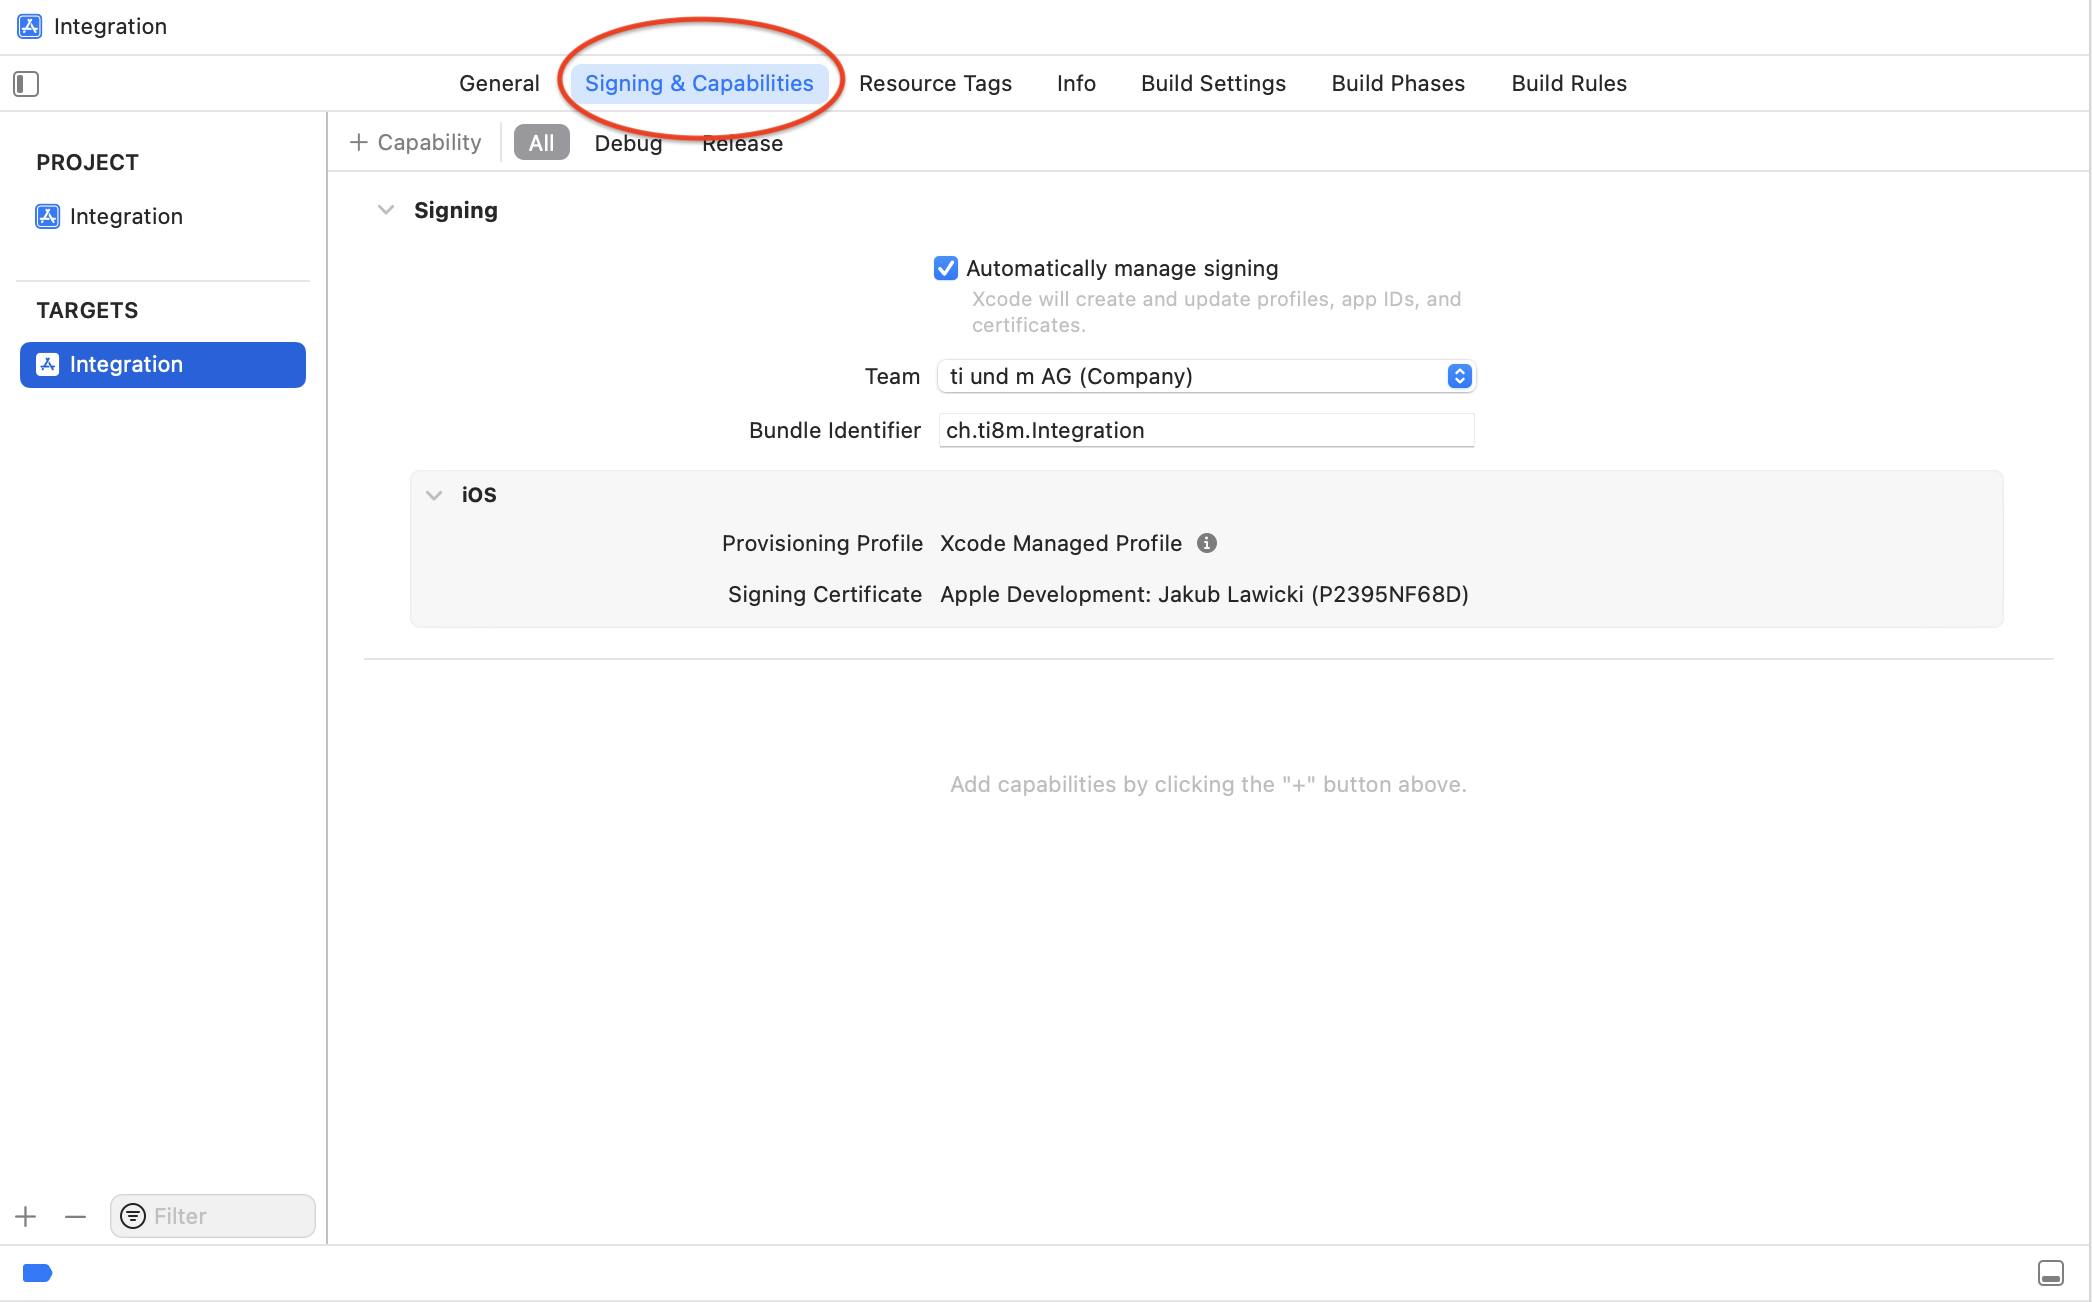 Integration
General Signing & Capabilities Resource Tags Info Build Settings Build Phases Build Rules
+ Capability All Debug Release
PROJECT
Integration
TARGETS
Integration
Signing
Automatically manage signing
Xcode will create and update profiles, app IDs, and
certificates.
Team ti und m AG (Company)
Bundle Identifier ch.ti8m.Integration
iOS
Provisioning Profile Xcode Managed Profile
Signing Certificate Apple Development: Jakub Lawicki (P2395NF68D)
Add capabilities by clicking the "+" button above.
Filter